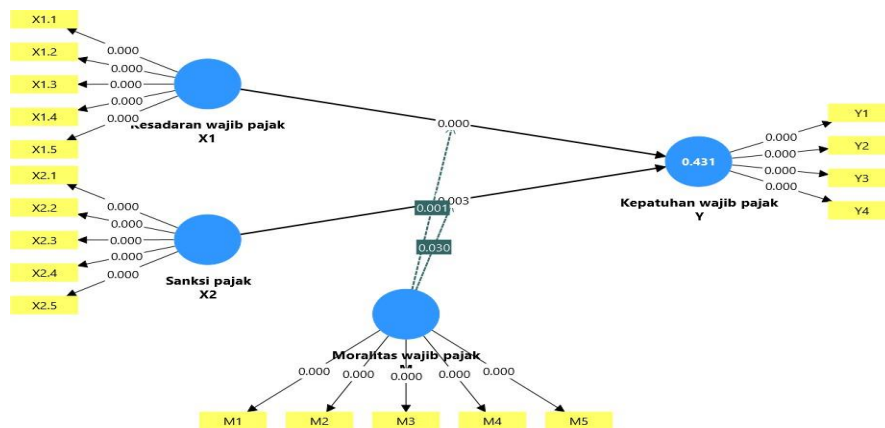 X1.1
X1.2
X1.3
X1.4
X1.5
0.000
0.000
0.000
0.000
0.000
Kesadaran wajib pajak
X1
X2.1
X2.2
X2.3
X2.4
X2.5
0.000
0.000
0.000
0.000
0.000
Sanksi pajak
X2
0.000
0.003
0.001
0.030
0.431
Kepatuhan wajib pajak
Y
0.000
0.000
0.000
0.000
Y1
Y2
Y3
Y4
Moralitas wajib pajak
M
0.000
0.000
0.000
0.000
0.000
M1
M2
M3
M4
M5